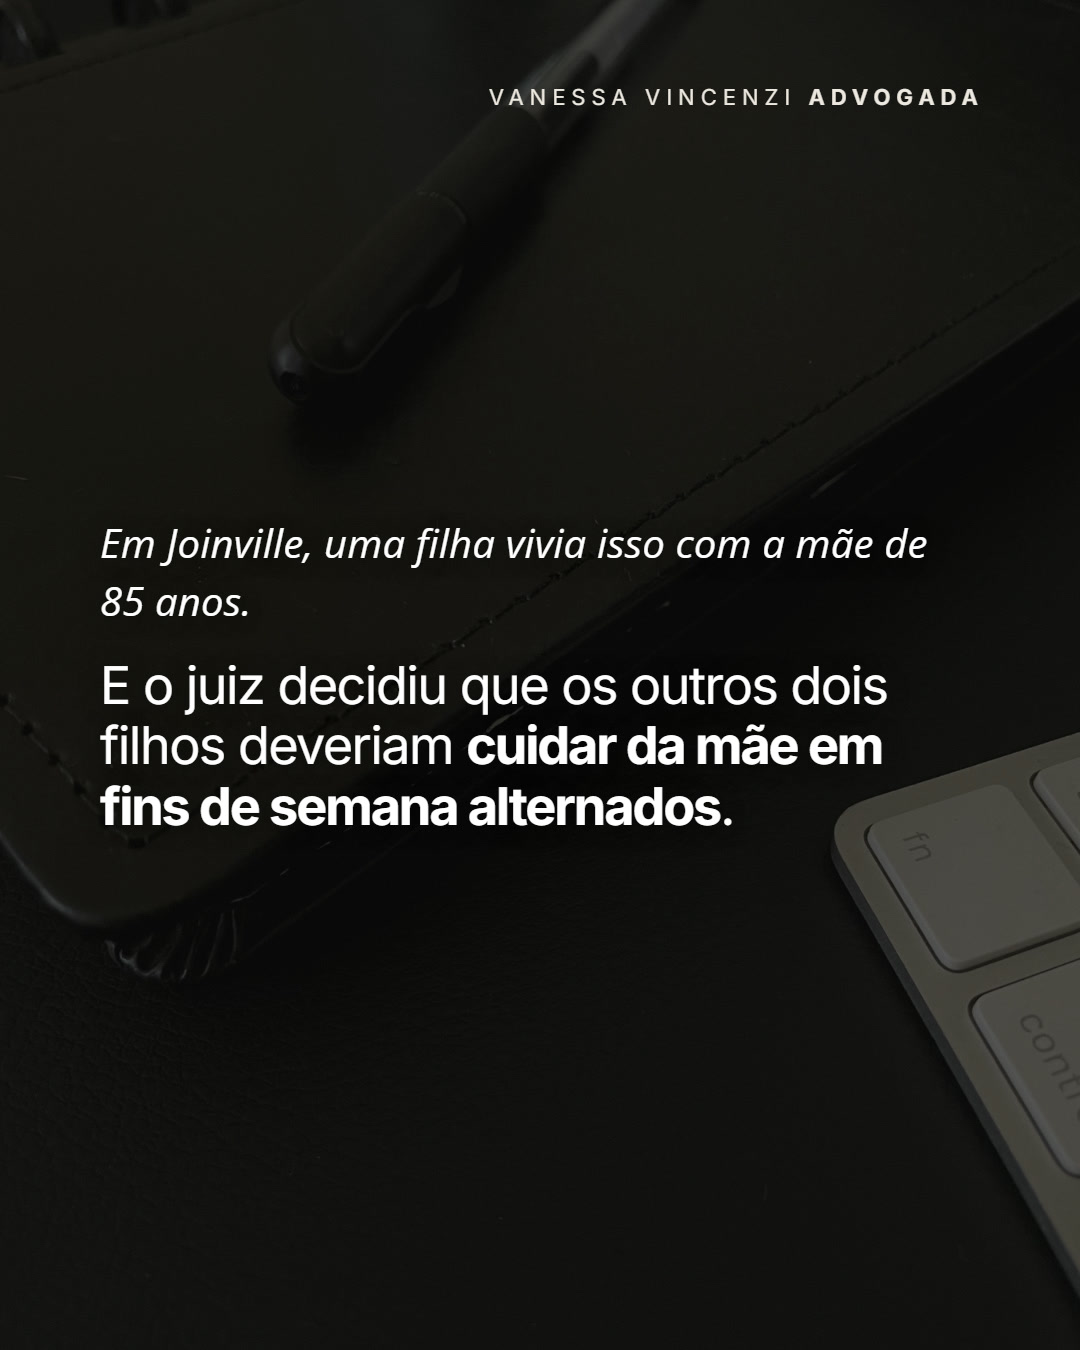 VANESSA VINCENZI ADVOGADA
Em Joinville, uma filha vivia isso com a mãe de
85 anos.
E o juiz decidiu que os outros dois
filhos deveriam cuidar da mãe em
fins de semana alternados.
fn
contro